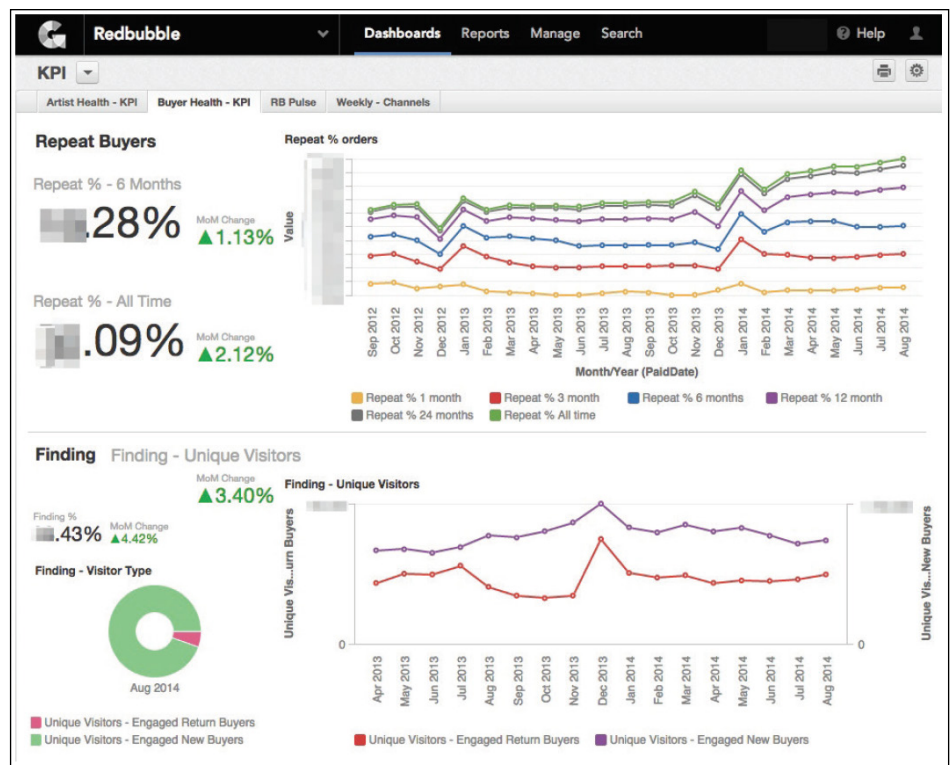 Redbubble
Dashboards Reports Manage Search
Help
KPI
Artist Health - KPI Buyer Health - KPI RB Pulse Weekly - Channels
Repeat Buyers
Repeat % - 6 Months
.28%
MoM Change
▲1.13%
Repeat % - All Time
.09%
MoM Change
▲2.12%
Repeat % orders
Value
Sep 2012 Oct 2012 Nov 2012 Dec 2012 Jan 2013 Feb 2013 Mar 2013 Apr 2013 May 2013 Jun 2013 Jul 2013 Aug 2013 Sep 2013 Oct 2013 Nov 2013 Dec 2013 Jan 2014 Feb 2014 Mar 2014 Apr 2014 May 2014 Jun 2014 Jul 2014 Aug 2014
Month/Year (PaidDate)
Repeat % 1 month Repeat % 3 month Repeat % 6 months Repeat % 12 month
Repeat % 24 months Repeat % All time
Finding Finding - Unique Visitors
MoM Change
▲3.40%
Finding %
.43%
MoM Change
▲4.42%
Finding - Visitor Type
Aug 2014
Unique Visitors - Engaged Return Buyers
Unique Visitors - Engaged New Buyers
Finding - Unique Visitors
Unique Vis...urn Buyers
0
0
Unique Vis...New Buyers
Apr 2013 May 2013 Jun 2013 Jul 2013 Aug 2013 Sep 2013 Oct 2013 Nov 2013 Dec 2013 Jan 2014 Feb 2014 Mar 2014 Apr 2014 May 2014 Jun 2014 Jul 2014 Aug 2014
Unique Visitors - Engaged Return Buyers Unique Visitors - Engaged New Buyers